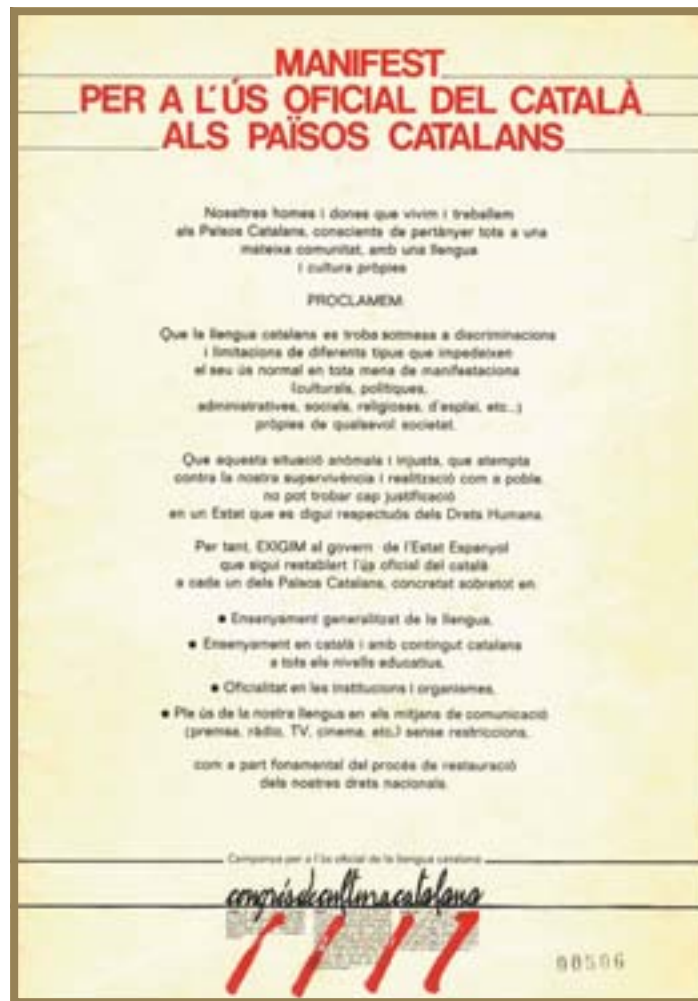 MANIFEST
PER A L'ÚS OFICIAL DEL CATALÀ
ALS PAÏSOS CATALANS
Nosaltres homes i dones que vivim i treballem
als Països Catalans, conscients de pertànyer tots a una
mateixa comunitat, amb una llengua
i cultura pròpies
PROCLAMEM
Que la llengua catalana es troba sotmesa a discriminacions
i limitacions de diferents tipus que impedeixen
el seu ús normal en tota mena de manifestacions
(culturals, polítiques,
administratives, socials, religioses, d'esplai, etc...)
pròpies de qualsevol societat.
Que aquesta situació anòmala i injusta, que atempta
contra la nostra supervivència i realització com a poble,
no pot trobar cap justificació
en un Estat que es digui respectuós dels Drets Humans.
Per tant, EXIGIM al govern de l'Estat Espanyol
que sigui restablert l'ús oficial del català
a cada un dels Països Catalans, concretat sobretot en
• Ensenyament generalitzat de la llengua.
• Ensenyament en català i amb contingut català
a tots els nivells educatius.
• Oficialitat en les institucions i organismes.
• Ple ús de la nostra llengua en els mitjans de comunicació
(premsa, ràdio, TV, cinema, etc.) sense restriccions.
com a part fonamental del procés de restauració
dels nostres drets nacionals.
Campanya per a l'ús oficial de la llengua catalana
congrés de cultura catalana
00506